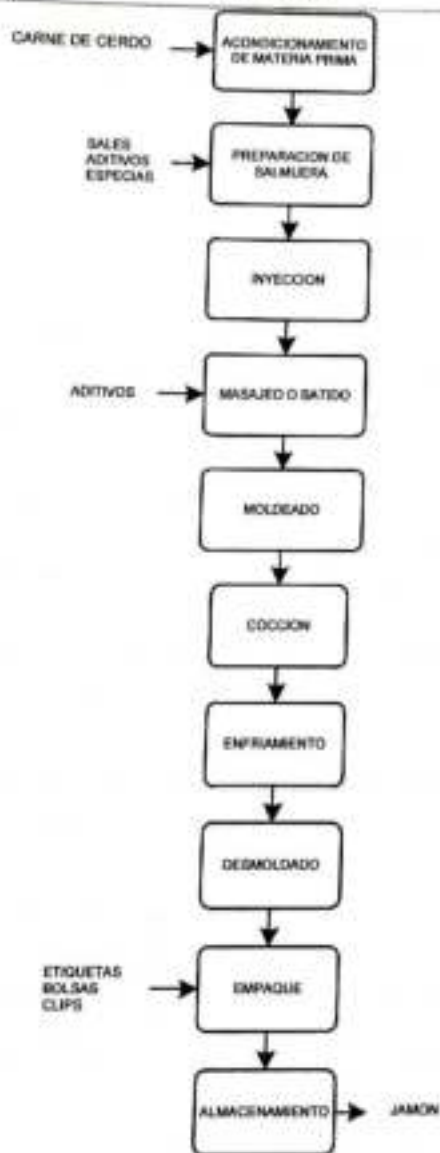 CARNE DE CERDO
ACONDICIONAMIENTO
DE MATERIA PRIMA
SALES
ADITIVOS
ESPECIAS
PREPARACION DE
SALMUERA
INYECCION
ADITIVOS
MASAJEO O BATIDO
MOLDEADO
COCCION
ENFRIAMIENTO
DESMOLDADO
ETIQUETAS
BOLSAS
CLIPS
EMPAQUE
ALMACENAMIENTO
JAMON